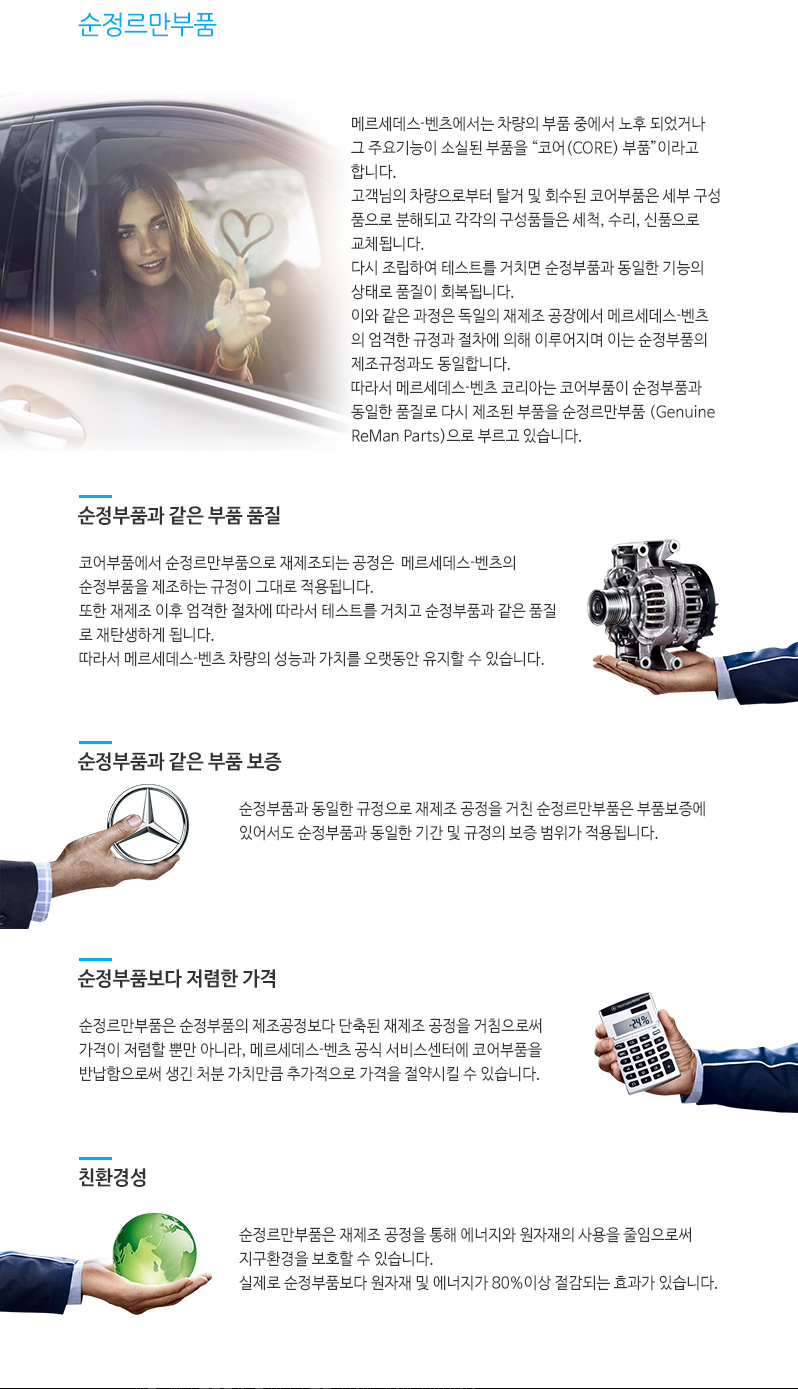 순정르만부품
메르세데스-벤츠에서는 차량의 부품 중에서 노후 되었거나
그 주요기능이 소실된 부품을 “코어(CORE) 부품”이라고
합니다.
고객님의 차량으로부터 탈거 및 회수된 코어부품은 세부 구성
품으로 분해되고 각각의 구성품들은 세척, 수리, 신품으로
교체됩니다.
다시 조립하여 테스트를 거치면 순정부품과 동일한 기능의
상태로 품질이 회복됩니다.
이와 같은 과정은 독일의 재제조 공장에서 메르세데스-벤츠
의 엄격한 규정과 절차에 의해 이루어지며 이는 순정부품의
제조규정과도 동일합니다.
따라서 메르세데스-벤츠 코리아는 코어부품이 순정부품과
동일한 품질로 다시 제조된 부품을 순정르만부품 (Genuine
ReMan Parts)으로 부르고 있습니다.
순정부품과 같은 부품 품질
코어부품에서 순정르만부품으로 재제조되는 공정은 메르세데스-벤츠의
순정부품을 제조하는 규정이 그대로 적용됩니다.
또한 재제조 이후 엄격한 절차에 따라서 테스트를 거치고 순정부품과 같은 품질
로 재탄생하게 됩니다.
따라서 메르세데스-벤츠 차량의 성능과 가치를 오랫동안 유지할 수 있습니다.
순정부품과 같은 부품 보증
순정부품과 동일한 규정으로 재제조 공정을 거친 순정르만부품은 부품보증에
있어서도 순정부품과 동일한 기간 및 규정의 보증 범위가 적용됩니다.
순정부품보다 저렴한 가격
순정르만부품은 순정부품의 제조공정보다 단축된 재제조 공정을 거침으로써
가격이 저렴할 뿐만 아니라, 메르세데스-벤츠 공식 서비스센터에 코어부품을
반납함으로써 생긴 처분 가치만큼 추가적으로 가격을 절약시킬 수 있습니다.
-24%
친환경성
순정르만부품은 재제조 공정을 통해 에너지와 원자재의 사용을 줄임으로써
지구환경을 보호할 수 있습니다.
실제로 순정부품보다 원자재 및 에너지가 80%이상 절감되는 효과가 있습니다.